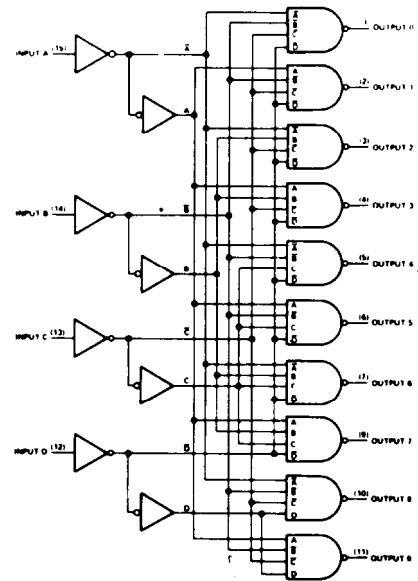 INPUT A (15)
A̅
A
INPUT B (14)
B̅
B
INPUT C (13)
C̅
C
INPUT D (12)
D̅
D
A̅
B̅
C̅
D̅
OUTPUT 0
A
B̅
C̅
D̅
(2) OUTPUT 1
A̅
B
C̅
D̅
(3) OUTPUT 2
A
B
C̅
D̅
(4) OUTPUT 3
A̅
B̅
C
D̅
(5) OUTPUT 4
A
B̅
C
D̅
(6) OUTPUT 5
A̅
B
C
D̅
(7) OUTPUT 6
A
B
C
D̅
(9) OUTPUT 7
A̅
B̅
C̅
D
(10) OUTPUT 8
A
B̅
C̅
D
(11) OUTPUT 9